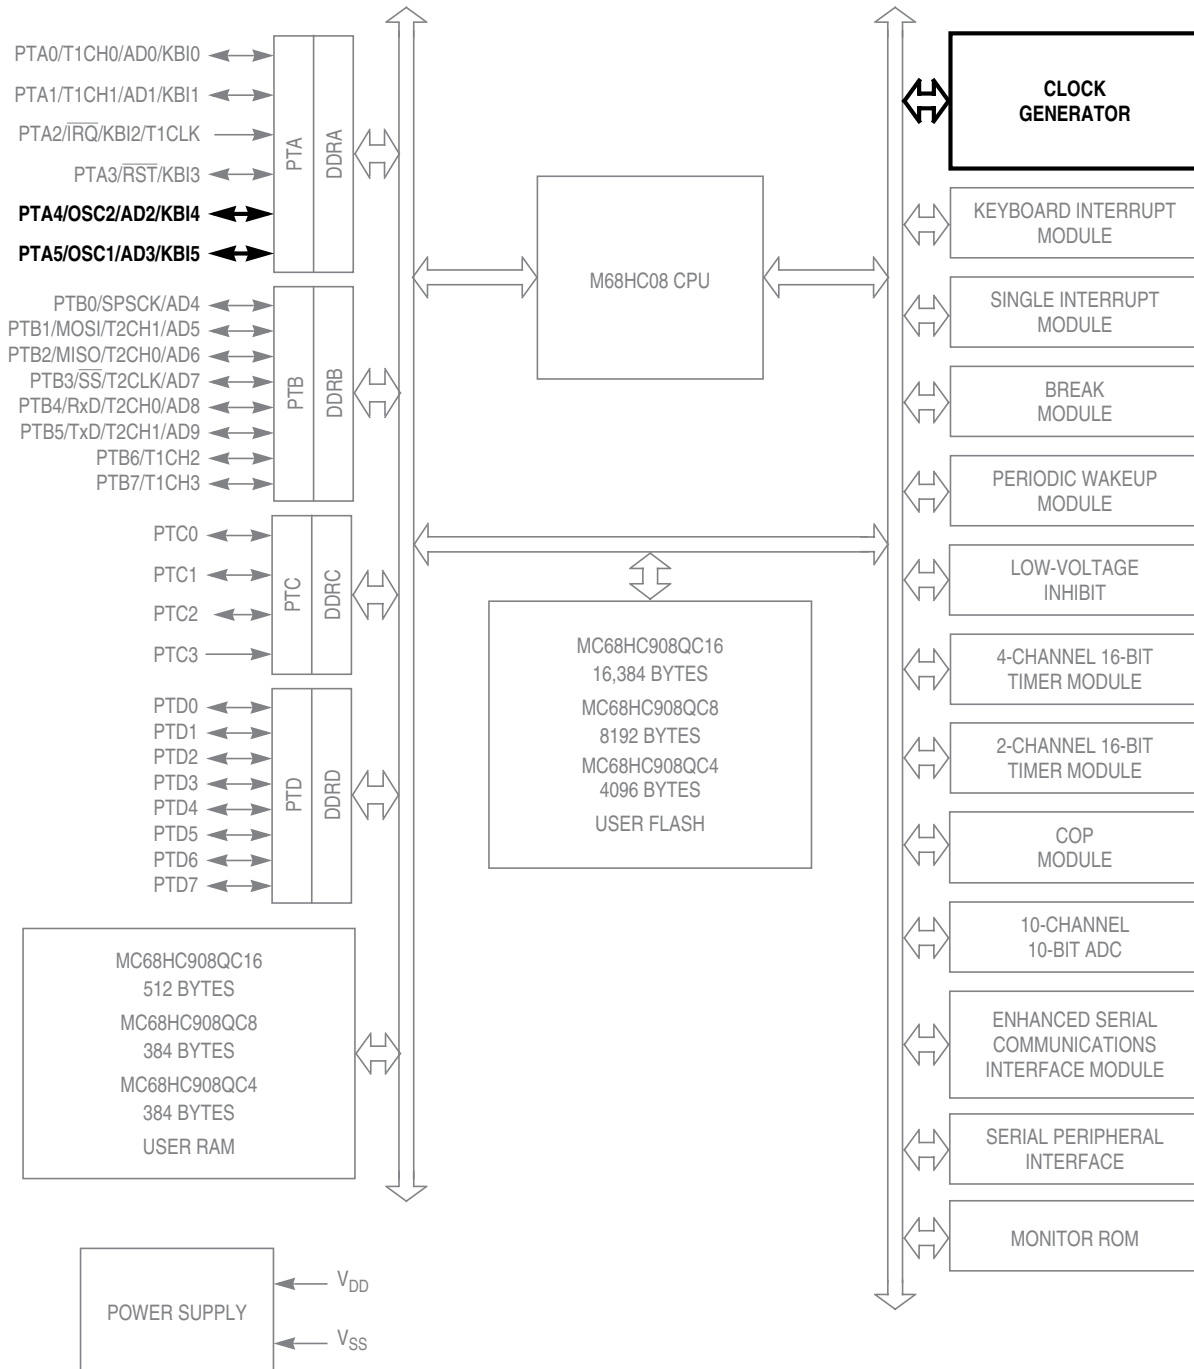 PTA0/T1CH0/AD0/KBI0
PTA1/T1CH1/AD1/KBI1
PTA2/IRQ/KBI2/T1CLK
PTA3/RST/KBI3
PTA4/OSC2/AD2/KBI4
PTA5/OSC1/AD3/KBI5
PTA
DDRA
PTB0/SPSCK/AD4
PTB1/MOSI/T2CH1/AD5
PTB2/MISO/T2CH0/AD6
PTB3/SS/T2CLK/AD7
PTB4/RxD/T2CH0/AD8
PTB5/TxD/T2CH1/AD9
PTB6/T1CH2
PTB7/T1CH3
PTB
DDRB
PTC0
PTC1
PTC2
PTC3
PTC
DDRC
PTD0
PTD1
PTD2
PTD3
PTD4
PTD5
PTD6
PTD7
PTD
DDRD
MC68HC908QC16
512 BYTES
MC68HC908QC8
384 BYTES
MC68HC908QC4
384 BYTES
USER RAM
POWER SUPPLY
VDD
VSS
M68HC08 CPU
MC68HC908QC16
16,384 BYTES
MC68HC908QC8
8192 BYTES
MC68HC908QC4
4096 BYTES
USER FLASH
CLOCK
GENERATOR
KEYBOARD INTERRUPT
MODULE
SINGLE INTERRUPT
MODULE
BREAK
MODULE
PERIODIC WAKEUP
MODULE
LOW-VOLTAGE
INHIBIT
4-CHANNEL 16-BIT
TIMER MODULE
2-CHANNEL 16-BIT
TIMER MODULE
COP
MODULE
10-CHANNEL
10-BIT ADC
ENHANCED SERIAL
COMMUNICATIONS
INTERFACE MODULE
SERIAL PERIPHERAL
INTERFACE
MONITOR ROM